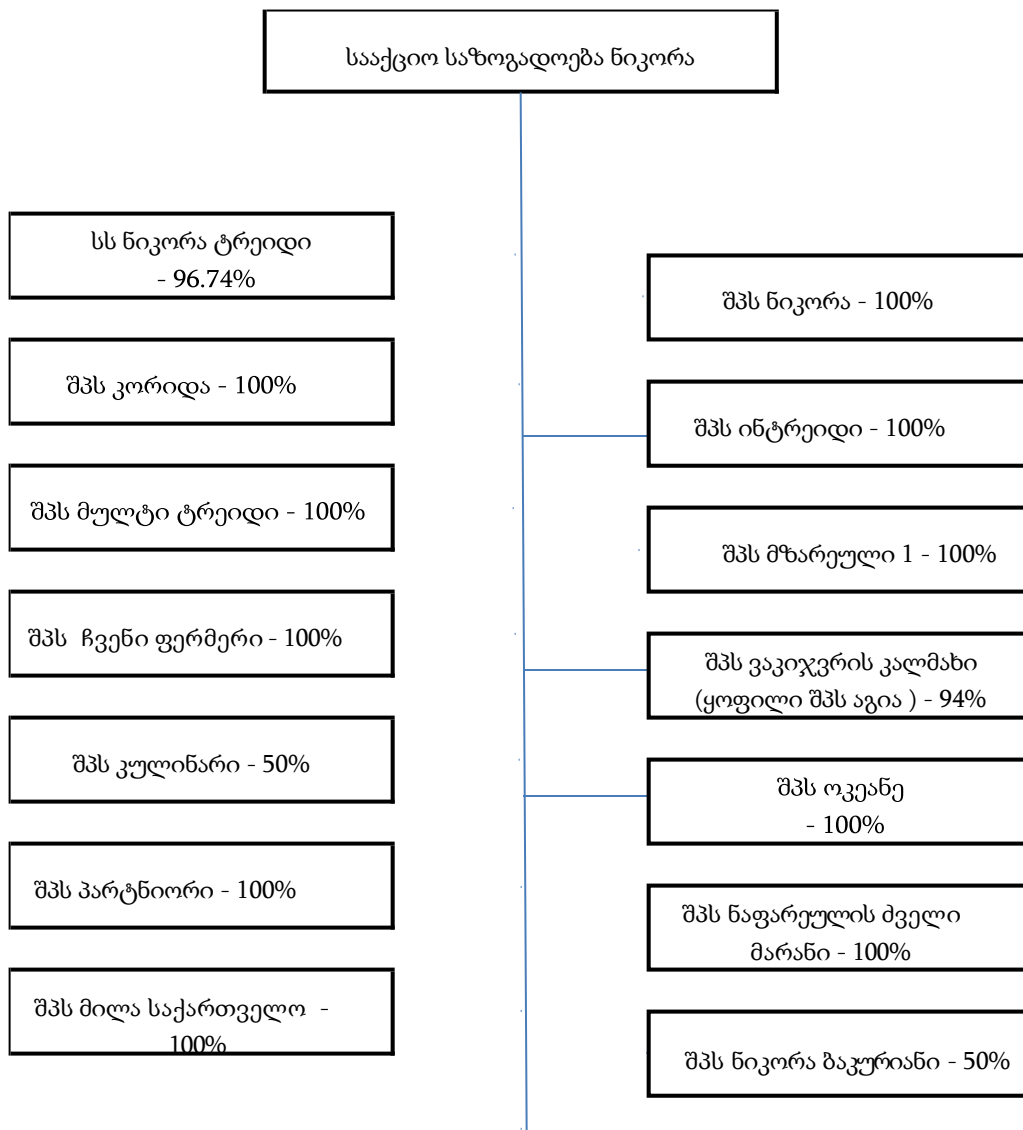 სააქციო საზოგადოება ნიკორა
სს ნიკორა ტრეიდი
- 96.74%
შპს კორიდა - 100%
შპს მულტი ტრეიდი - 100%
შპს ჩვენი ფერმერი - 100%
შპს კულინარი - 50%
შპს პარტნიორი - 100%
შპს მილა საქართველო -
100%
შპს ნიკორა - 100%
შპს ინტრეიდი - 100%
შპს მზარეული 1 - 100%
შპს ვაკიჯვრის კალმახი
(ყოფილი შპს აგია ) - 94%
შპს ოკეანე
- 100%
შპს ნაფარეულის ძველი
მარანი - 100%
შპს ნიკორა ბაკურიანი - 50%